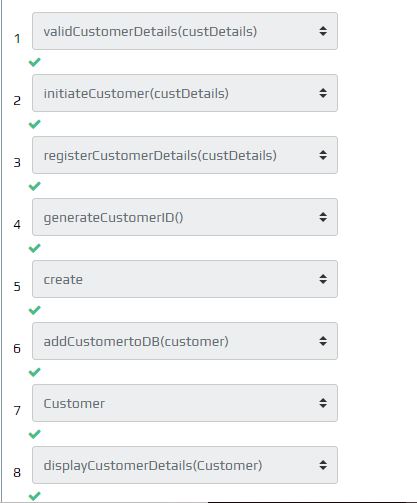 1 validCustomerDetails(custDetails)
2 initiateCustomer(custDetails)
3 registerCustomerDetails(custDetails)
4 generateCustomerID()
5 create
6 addCustomertoDB(customer)
7 Customer
8 displayCustomerDetails(Customer)